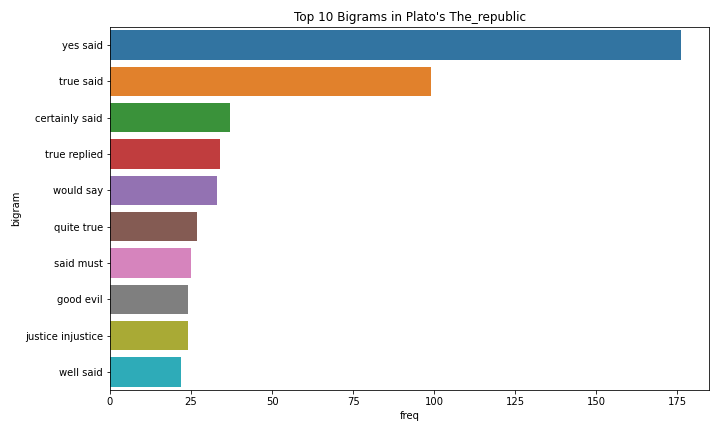 Top 10 Bigrams in Plato's The_republic
yes said
true said
certainly said
true replied
would say
quite true
said must
good evil
justice injustice
well said
bigram
0 25 50 75 100 125 150 175
freq